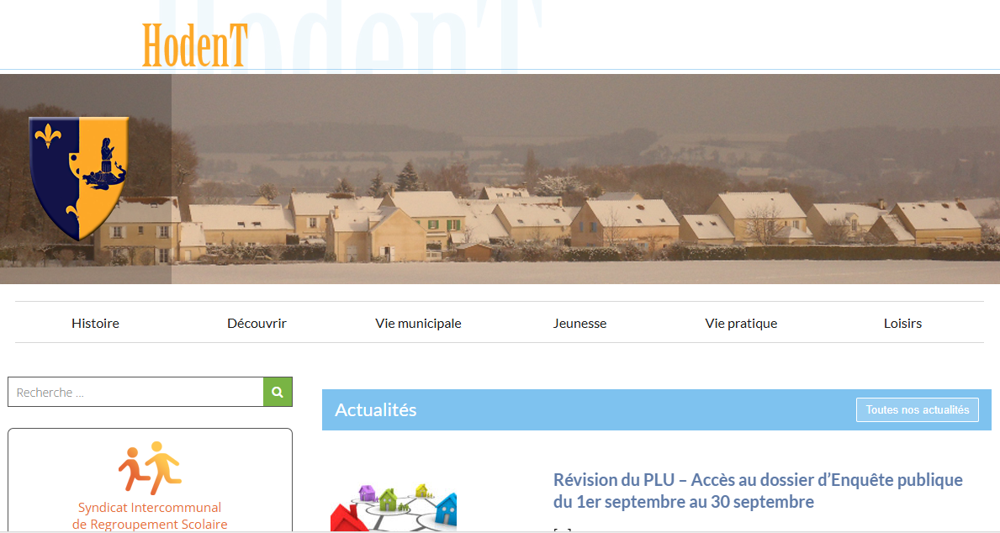 HodenT
HodenT
Histoire
Découvrir
Vie municipale
Jeunesse
Vie pratique
Loisirs
Recherche ...
Actualités
Toutes nos actualités
Syndicat Intercommunal
de Regroupement Scolaire
Révision du PLU – Accès au dossier d’Enquête publique
du 1er septembre au 30 septembre